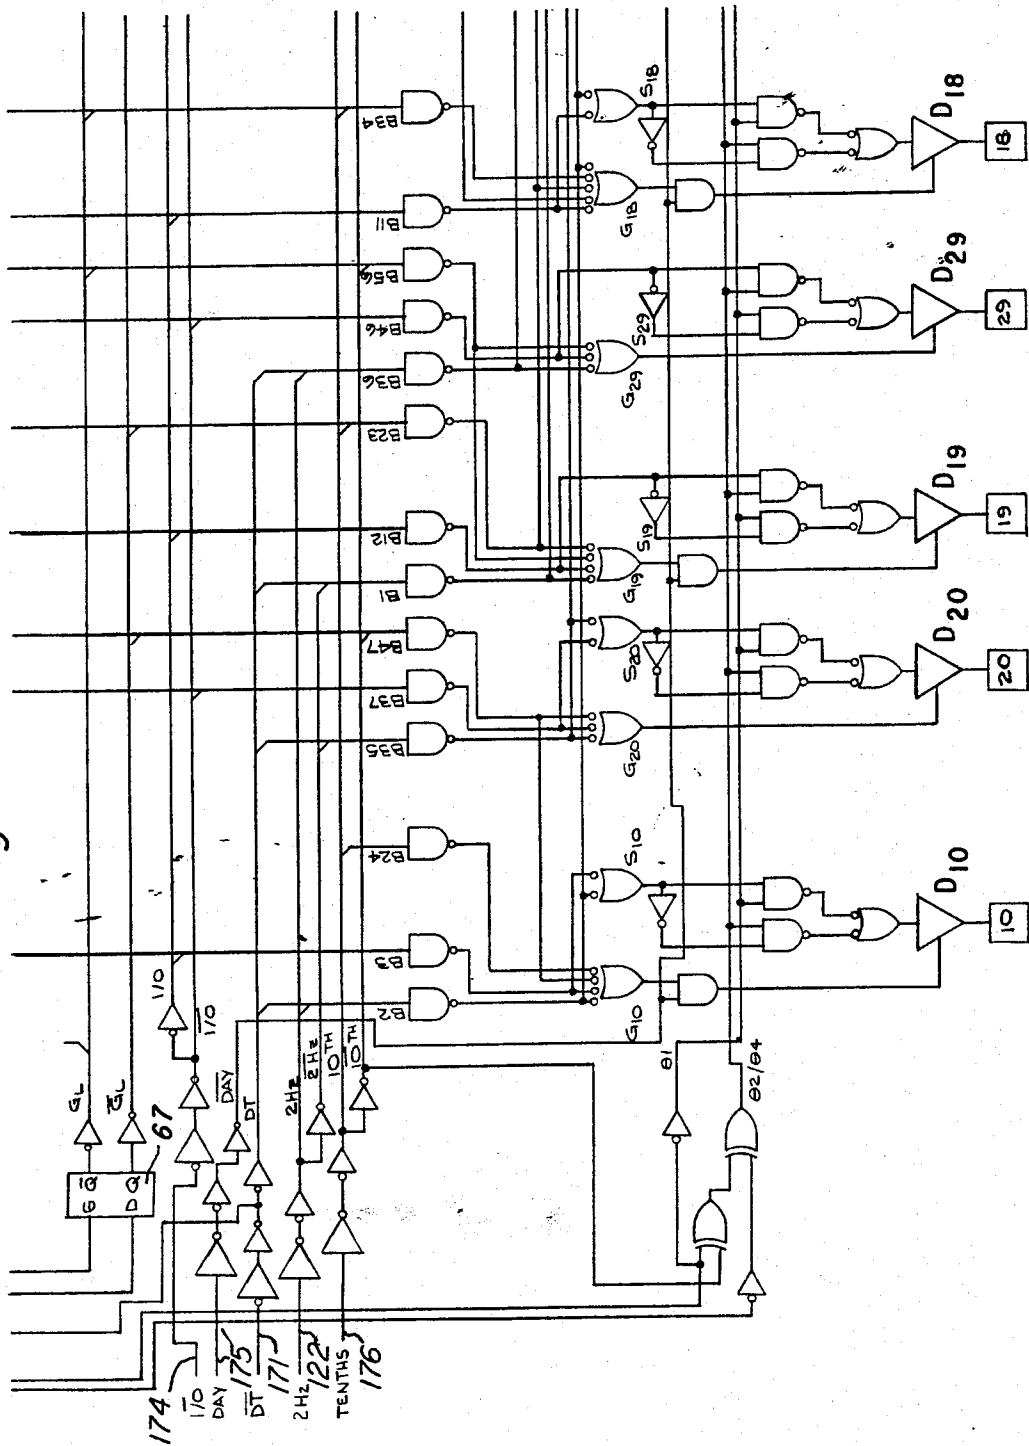 GL
G̅L̅
G Q̅
D Q
67
1/0
1̅/̅0̅
D̅A̅Y̅
DT
2Hz
2̅H̅z̅
10TH
1̅0̅T̅H̅
174
1̅/̅0̅
DAY
175
D̅T̅
171
2Hz
122
TENTHS
176
θ1
θ2/θ4
B34
B11
B56
B46
B36
B23
B12
B1
B47
B37
B35
B24
B3
B2
S18
G18
S29
G29
S19
G19
S20
G20
S10
G10
D18
18
D29
29
D19
19
D20
20
D10
10